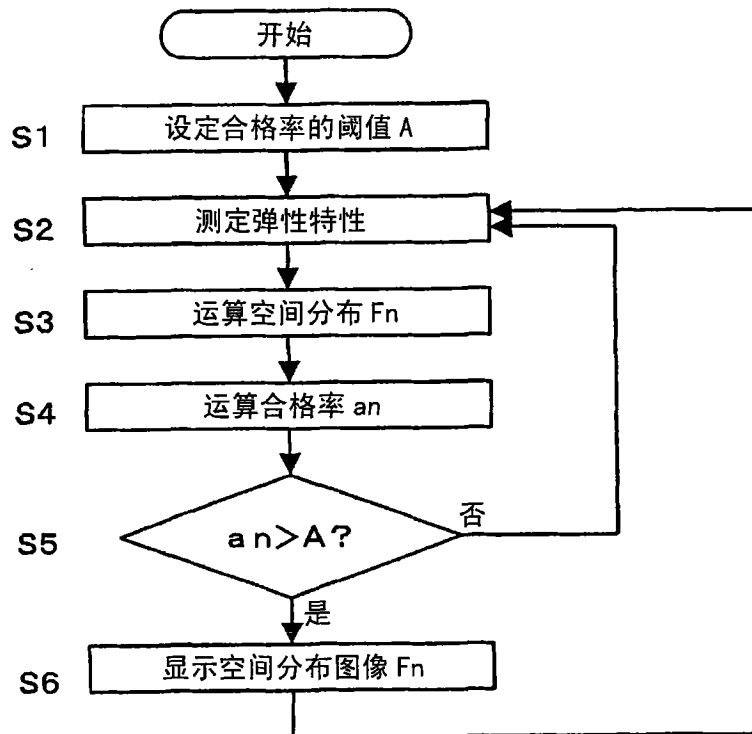 开始
S1 设定合格率的阈值 A
S2 测定弹性特性
S3 运算空间分布 Fn
S4 运算合格率 an
S5 an>A? 否
是
S6 显示空间分布图像 Fn